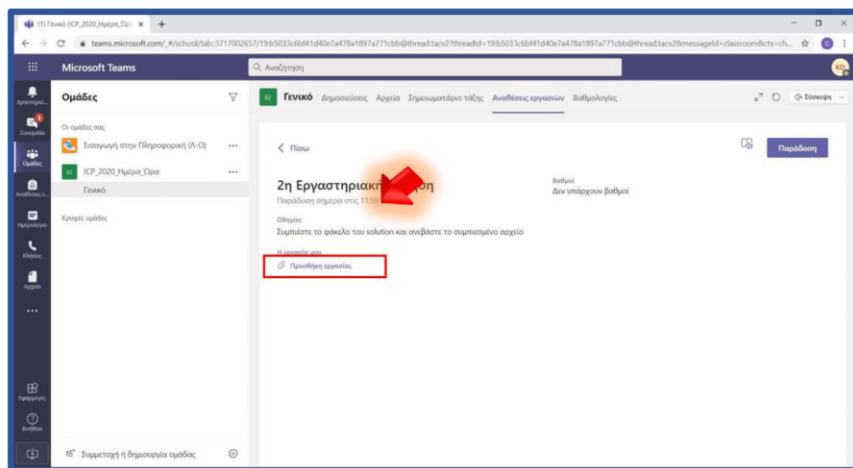 (1) Γενικό (ICP_2020_Ημέρα_Ώρα
teams.microsoft.com/_#/school/tab::3717002657/19:b5033c6bf41d40e7a478a1897a771cbb@thread.tacv2?threadId=19:b5033c6bf41d40e7a478a1897a771cbb@thread.tacv2&messageId=classroom&ctx=ch...
Microsoft Teams
Αναζήτηση
KD
Ομάδες
Γενικό Δημοσιεύσεις Αρχεία Σημειωματάριο τάξης Αναθέσεις εργασιών Βαθμολογίες
Σύσκεψη
Οι ομάδες σας
Εισαγωγή στην Πληροφορική (Λ-Ω)
ICP_2020_Ημέρα_Ώρα
Γενικό
Κρυφές ομάδες
Συνομιλία
Ομάδες
Ημερολόγιο
Κλήσεις
Αρχεία
Εφαρμογές
Βοήθεια
Πίσω
Παράδοση
2η Εργαστηριακή
Παράδοση σήμερα στις 11:59
Βαθμοί
Δεν υπάρχουν βαθμοί
Οδηγίες
Συμπιέστε το φάκελο του solution και ανεβάστε το συμπιεσμένο αρχείο
Η εργασία μου
Προσθήκη εργασίας
Συμμετοχή ή δημιουργία ομάδας